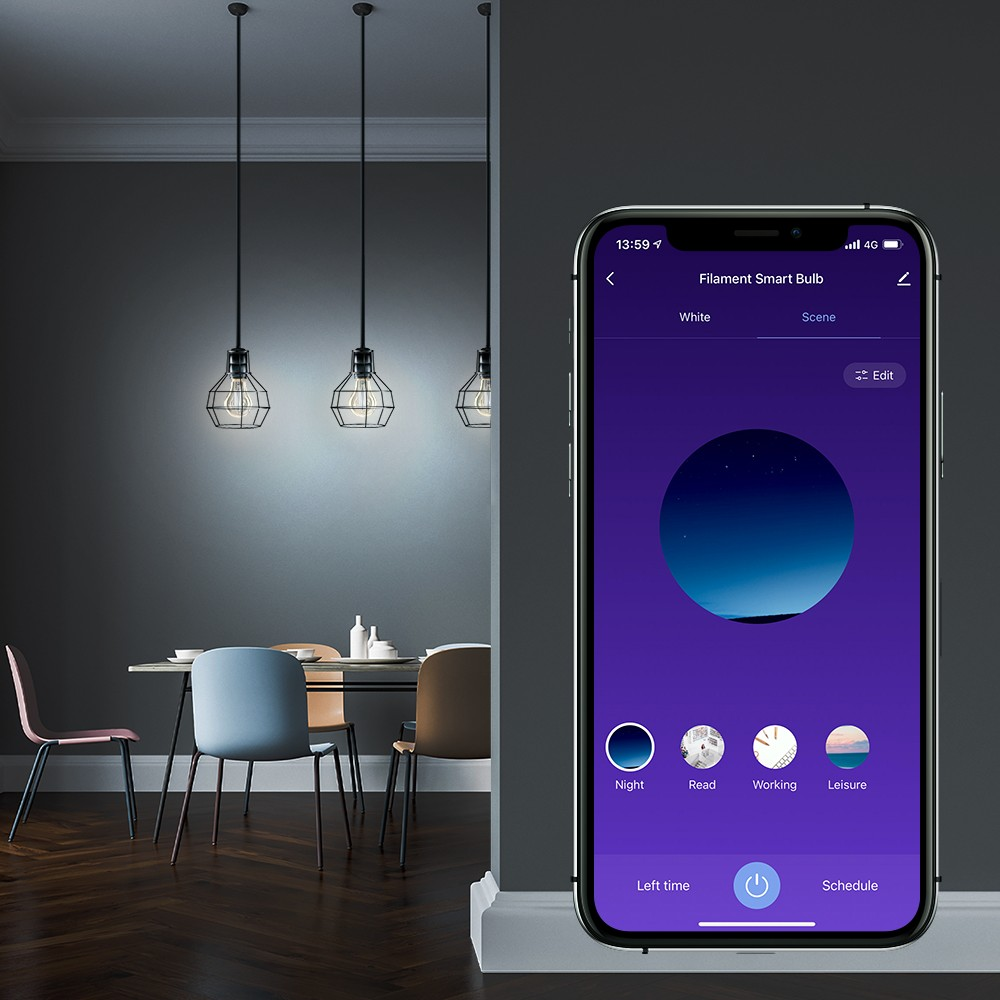 13:59
4G
Filament Smart Bulb
White
Scene
Edit
Night
Read
Working
Leisure
Left time
Schedule